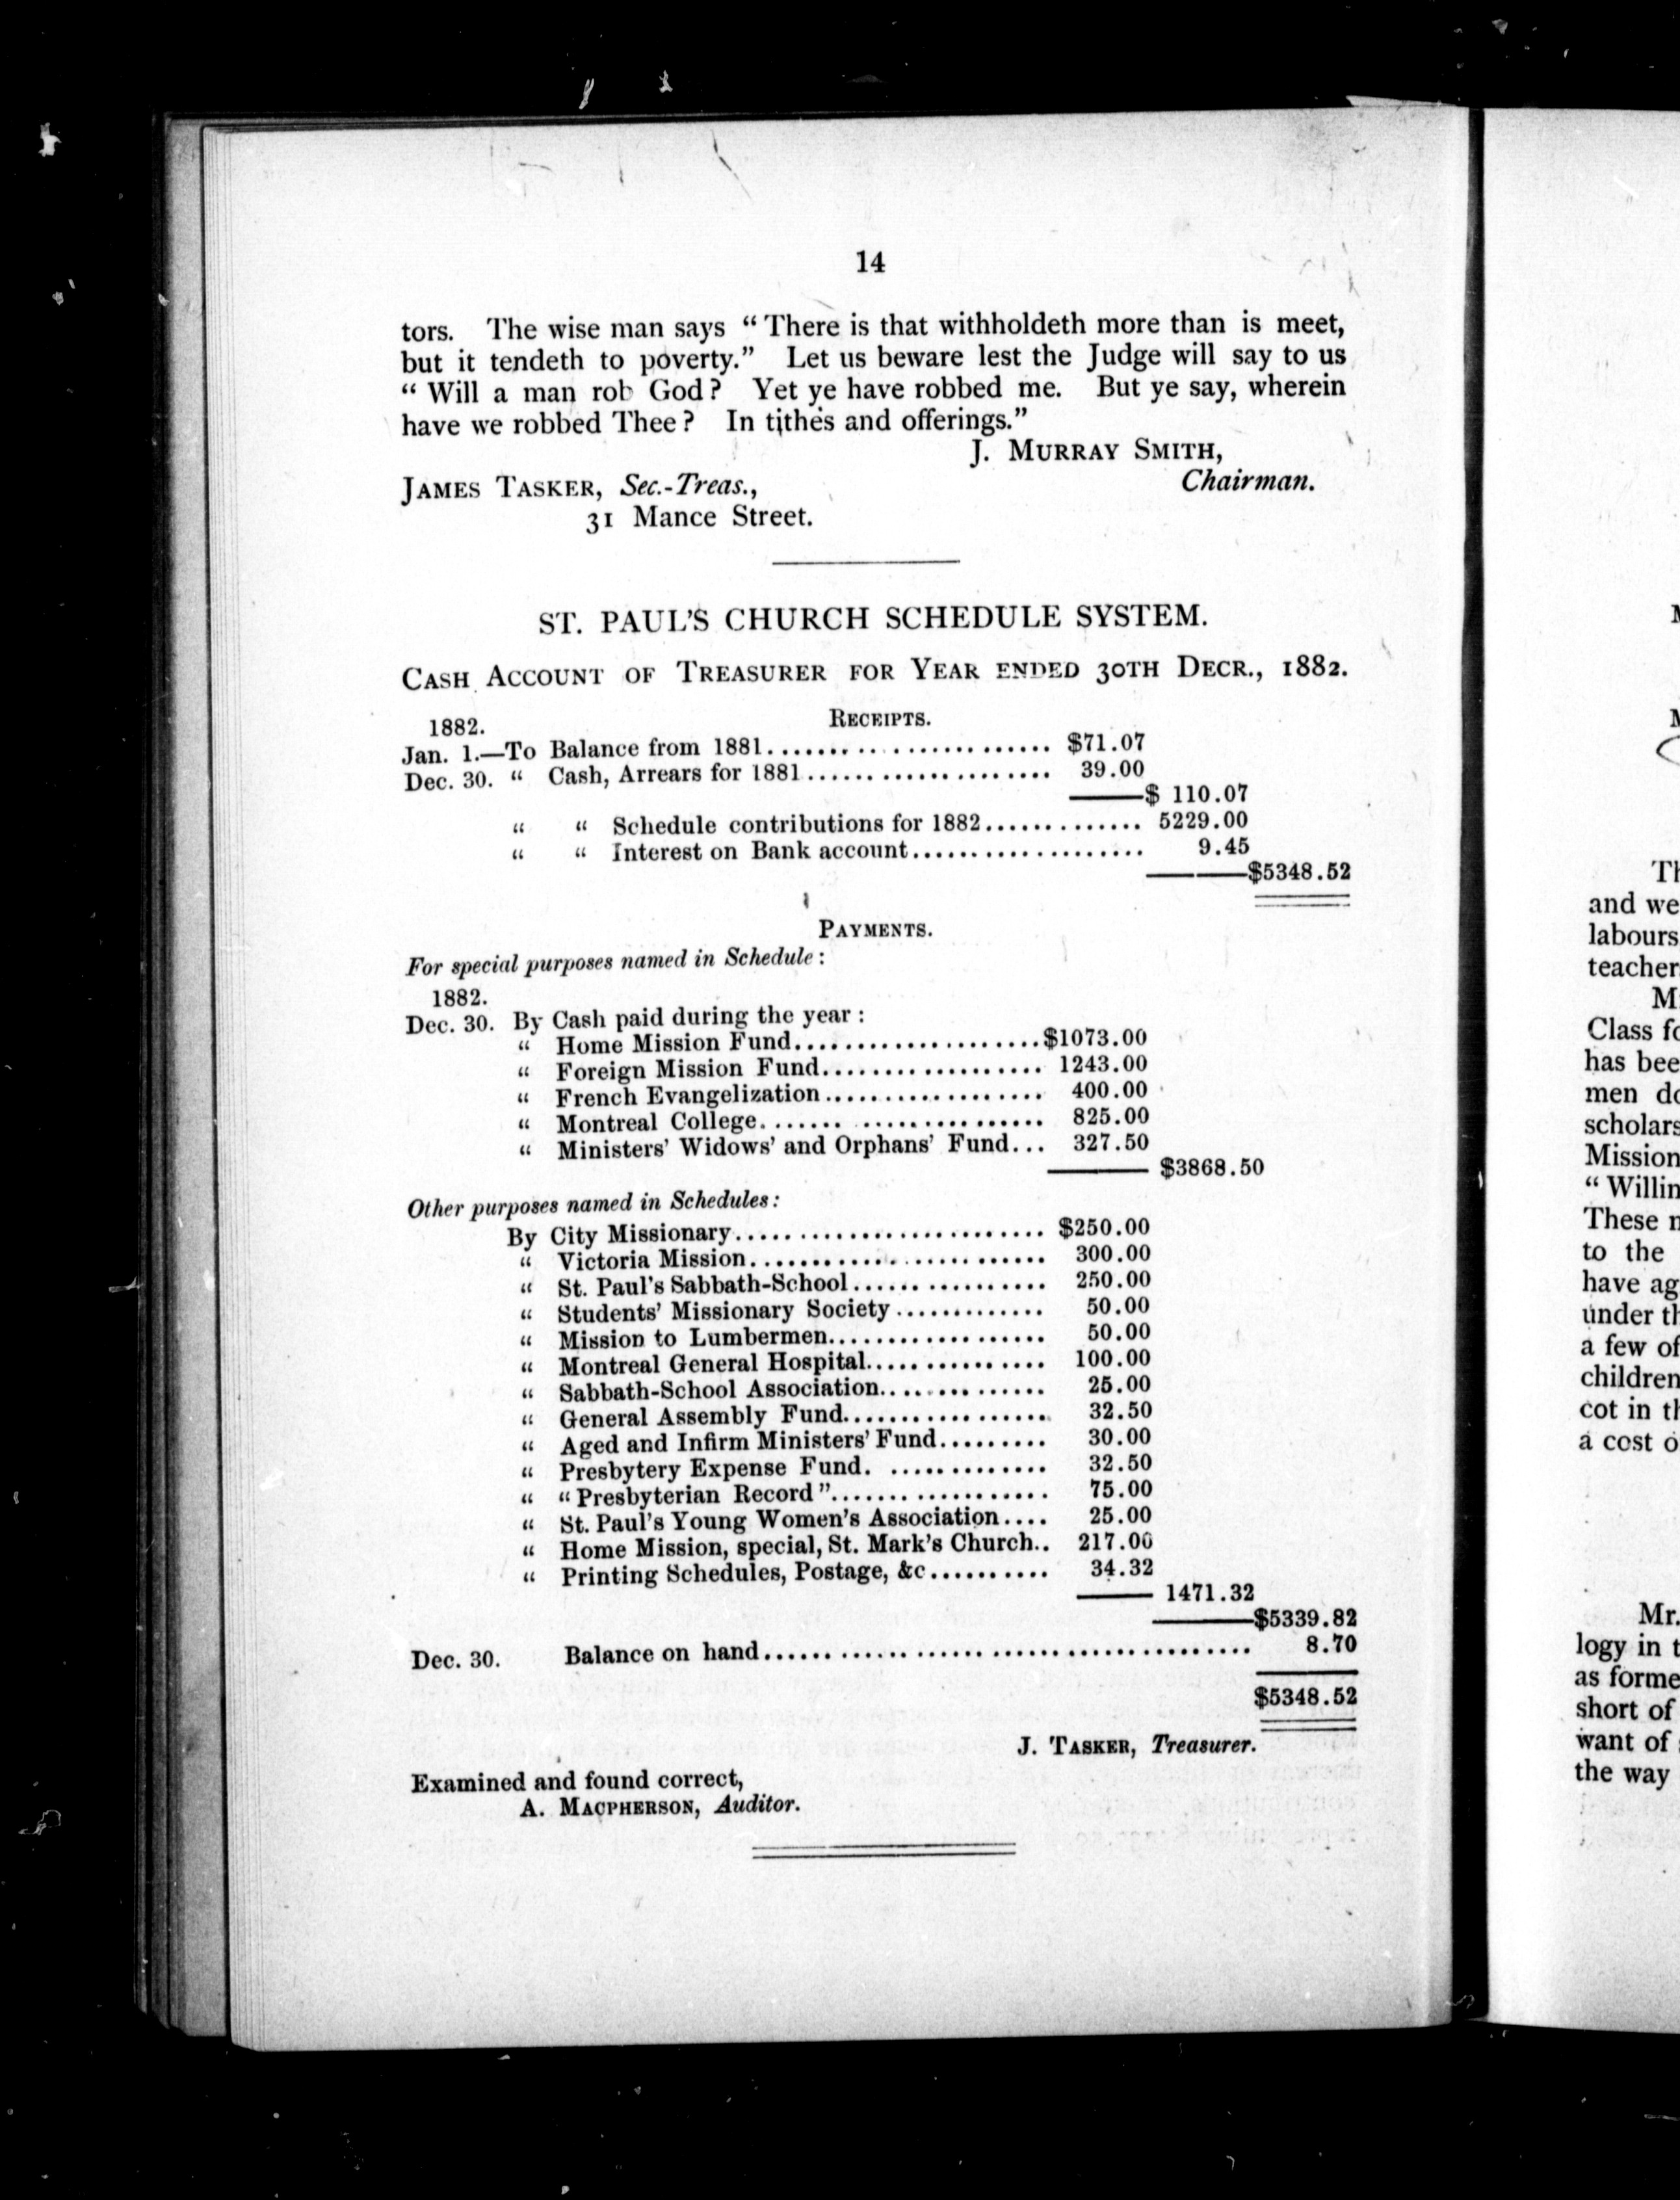 14
tors. The wise man says “ There is that withholdeth more than is meet,
but it tendeth to poverty.” Let us beware lest the Judge will say to us
“ Will a man rob God ? Yet ye have robbed me. But ye say, wherein
have we robbed Thee ? In tithes and offerings.”
J. MURRAY SMITH,
Chairman.
JAMES TASKER, Sec.-Treas.,
31 Mance Street.
ST. PAUL'S CHURCH SCHEDULE SYSTEM.
CASH ACCOUNT OF TREASURER FOR YEAR ENDED 30TH DECR., 1882.
RECEIPTS.
1882.
Jan. 1.—To Balance from 1881........................ $71.07
Dec. 30. “ Cash, Arrears for 1881.................... 39.00
——$ 110.07
“ “ Schedule contributions for 1882............. 5229.00
“ “ Interest on Bank account................... 9.45
———$5348.52
PAYMENTS.
For special purposes named in Schedule :
1882.
Dec. 30. By Cash paid during the year :
“ Home Mission Fund....................$1073.00
“ Foreign Mission Fund.................. 1243.00
“ French Evangelization.................. 400.00
“ Montreal College....................... 825.00
“ Ministers' Widows' and Orphans' Fund... 327.50
——— $3868.50
Other purposes named in Schedules :
By City Missionary......................... $250.00
“ Victoria Mission........................ 300.00
“ St. Paul's Sabbath-School................ 250.00
“ Students' Missionary Society............. 50.00
“ Mission to Lumbermen.................. 50.00
“ Montreal General Hospital............... 100.00
“ Sabbath-School Association.............. 25.00
“ General Assembly Fund................. 32.50
“ Aged and Infirm Ministers' Fund......... 30.00
“ Presbytery Expense Fund. ............. 32.50
“ “ Presbyterian Record ”.................. 75.00
“ St. Paul's Young Women's Association.... 25.00
“ Home Mission, special, St. Mark's Church.. 217.00
“ Printing Schedules, Postage, &c.......... 34.32
—— 1471.32
———$5339.82
Dec. 30. Balance on hand........................................ 8.70
$5348.52
J. TASKER, Treasurer.
Examined and found correct,
A. MACPHERSON, Auditor.
and we
labours
teacher
Class
has
men
scholars
Mission
These
to the
have
under
a few of
children
cot in
a cost
Mr.
logy in
as
short of
want of
the way